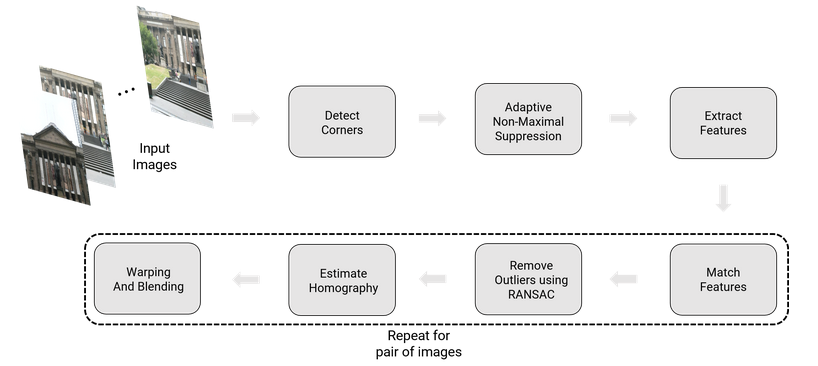 Input
Images
Detect
Corners
Adaptive
Non-Maximal
Suppression
Extract
Features
Match
Features
Remove
Outliers using
RANSAC
Estimate
Homography
Warping
And Blending
Repeat for
pair of images